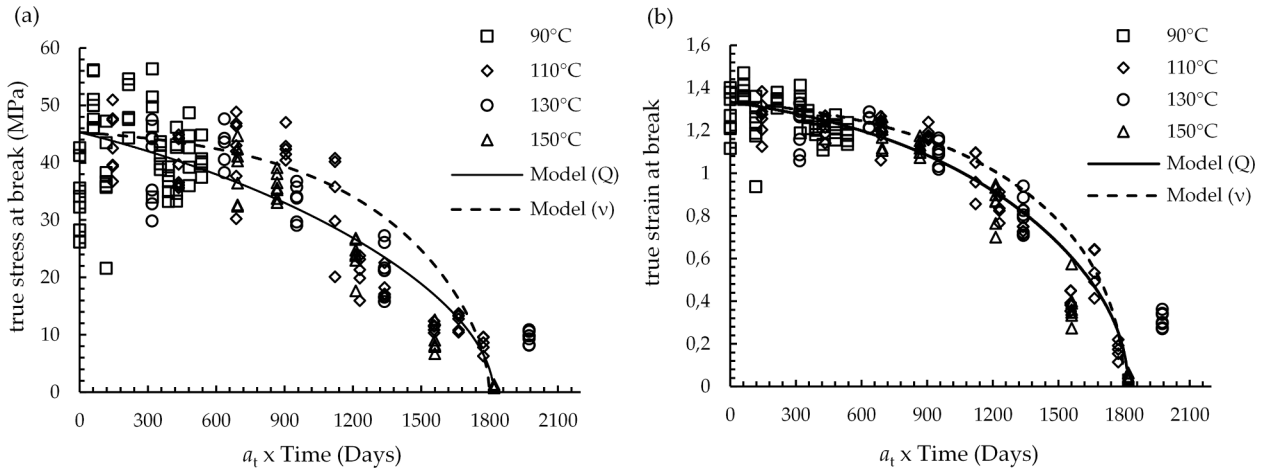 (a)
60
50
40
30
20
10
0
0 300 600 900 1200 1500 1800 2100
true stress at break (MPa)
aₜ x Time (Days)
90°C
110°C
130°C
150°C
Model (Q)
Model (ν)
(b)
1,6
1,4
1,2
1
0,8
0,6
0,4
0,2
0
0 300 600 900 1200 1500 1800 2100
true strain at break
aₜ x Time (Days)
90°C
110°C
130°C
150°C
Model (Q)
Model (ν)